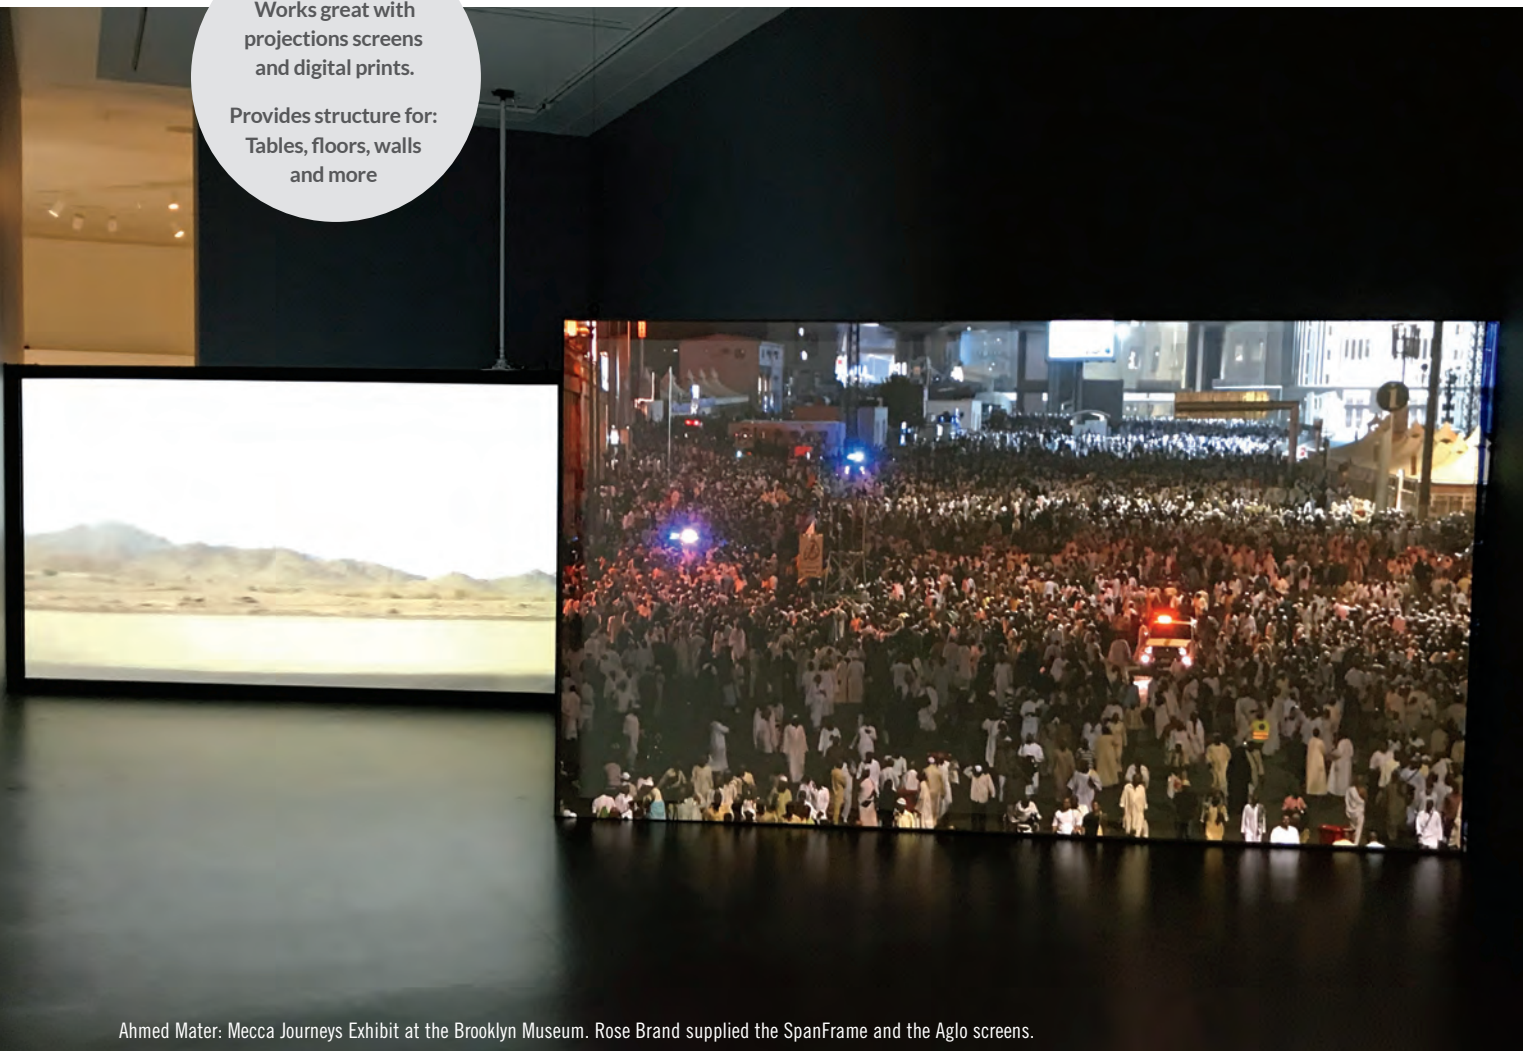 Works great with
projections screens
and digital prints.
Provides structure for:
Tables, floors, walls
and more
Ahmed Mater: Mecca Journeys Exhibit at the Brooklyn Museum. Rose Brand supplied the SpanFrame and the Aglo screens.